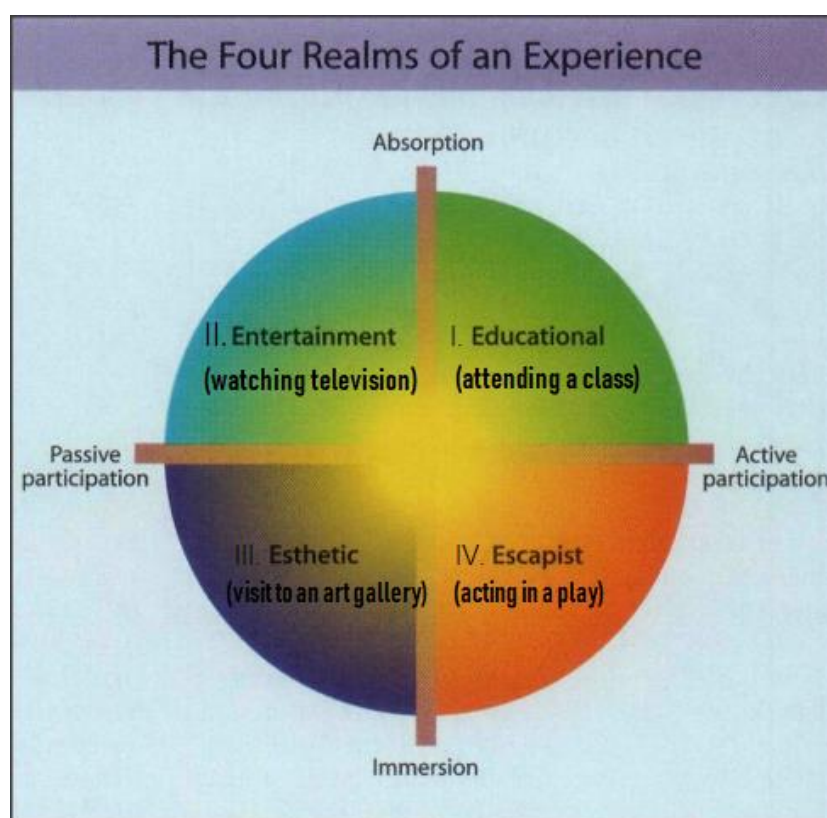 The Four Realms of an Experience
Absorption
II. Entertainment
(watching television)
I. Educational
(attending a class)
Passive
participation
Active
participation
III. Esthetic
(visit to an art gallery)
IV. Escapist
(acting in a play)
Immersion